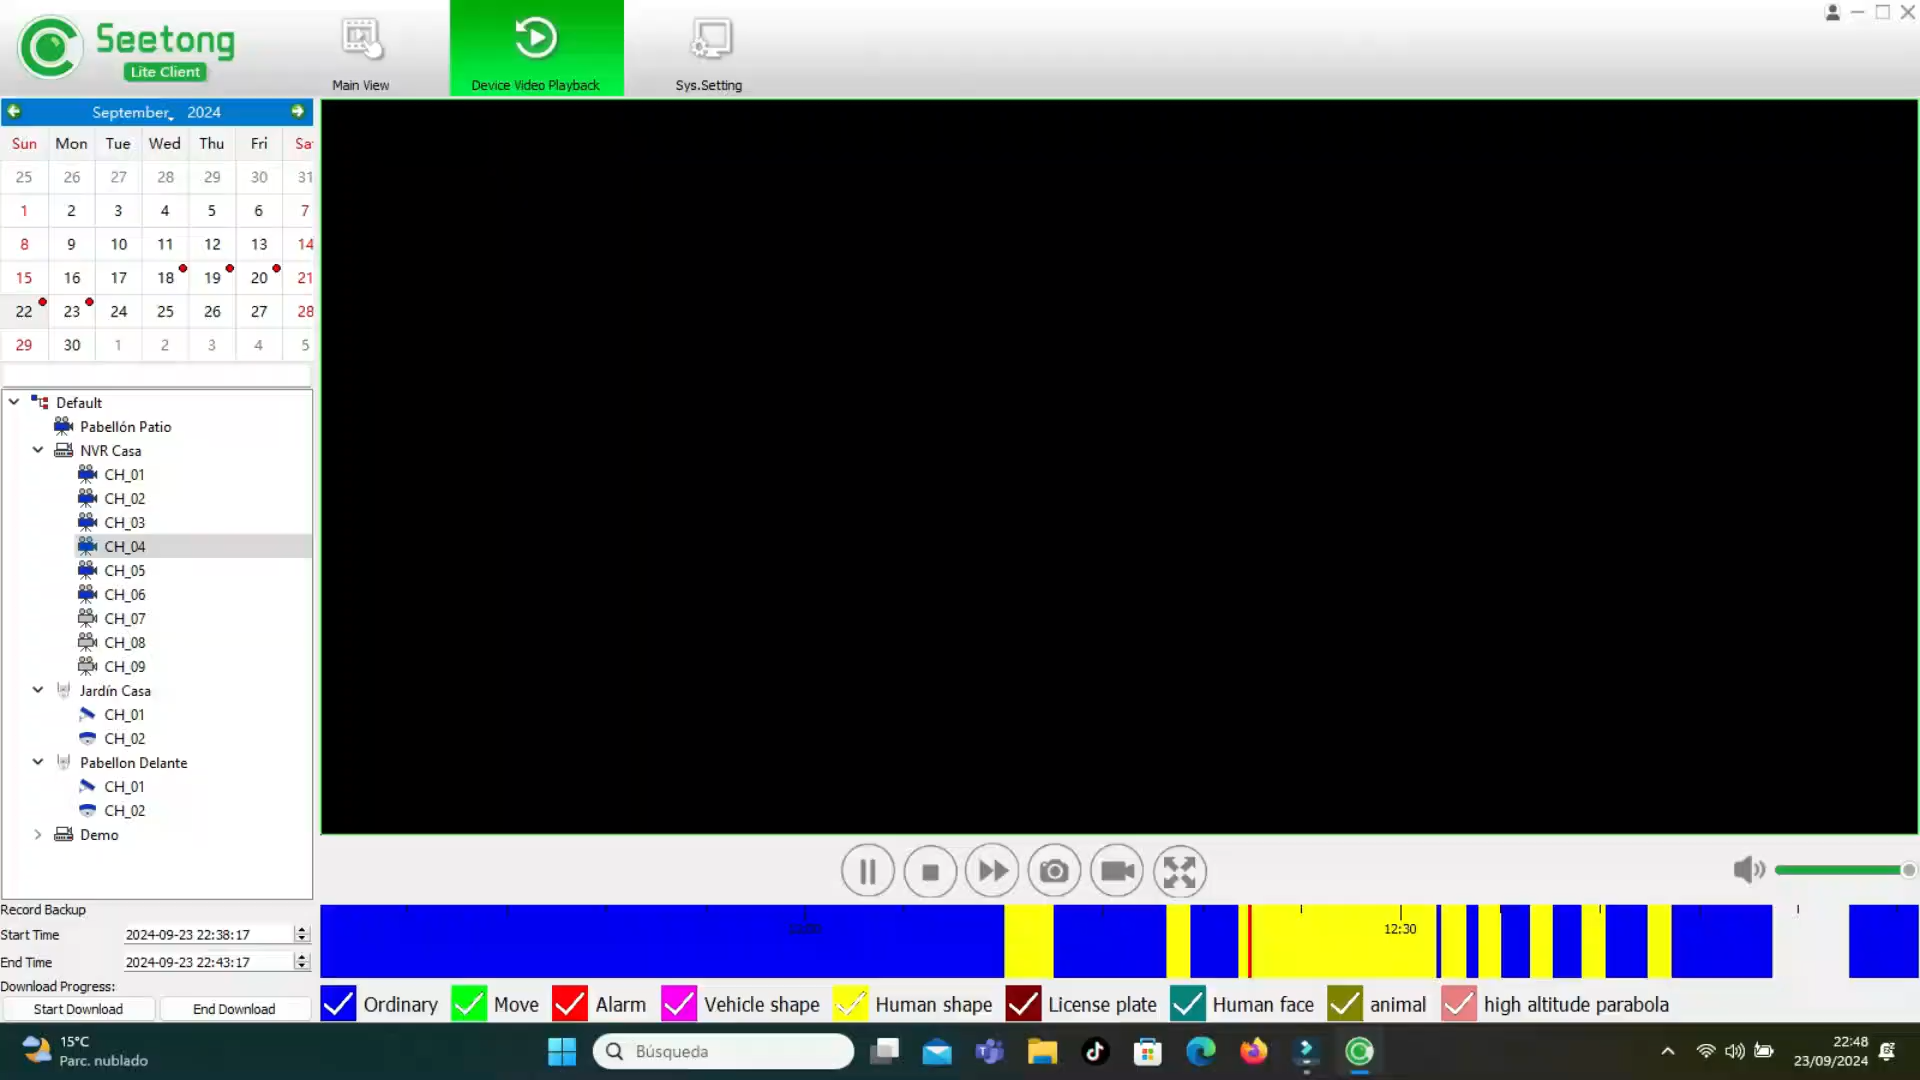 Seetong
Lite Client
Main View
Device Video Playback
Sys.Setting
September, 2024
Sun Mon Tue Wed Thu Fri Sa
25 26 27 28 29 30 31
1 2 3 4 5 6 7
8 9 10 11 12 13 14
15 16 17 18 19 20 21
22 23 24 25 26 27 28
29 30 1 2 3 4 5
Default
Pabellón Patio
NVR Casa
CH_01
CH_02
CH_03
CH_04
CH_05
CH_06
CH_07
CH_08
CH_09
Jardín Casa
CH_01
CH_02
Pabellon Delante
CH_01
CH_02
Demo
Record Backup
Start Time 2024-09-23 22:38:17
End Time 2024-09-23 22:43:17
Download Progress:
Start Download End Download
12:30
Ordinary Move Alarm Vehicle shape Human shape License plate Human face animal high altitude parabola
15°C
Parc. nublado
Búsqueda
22:48
23/09/2024